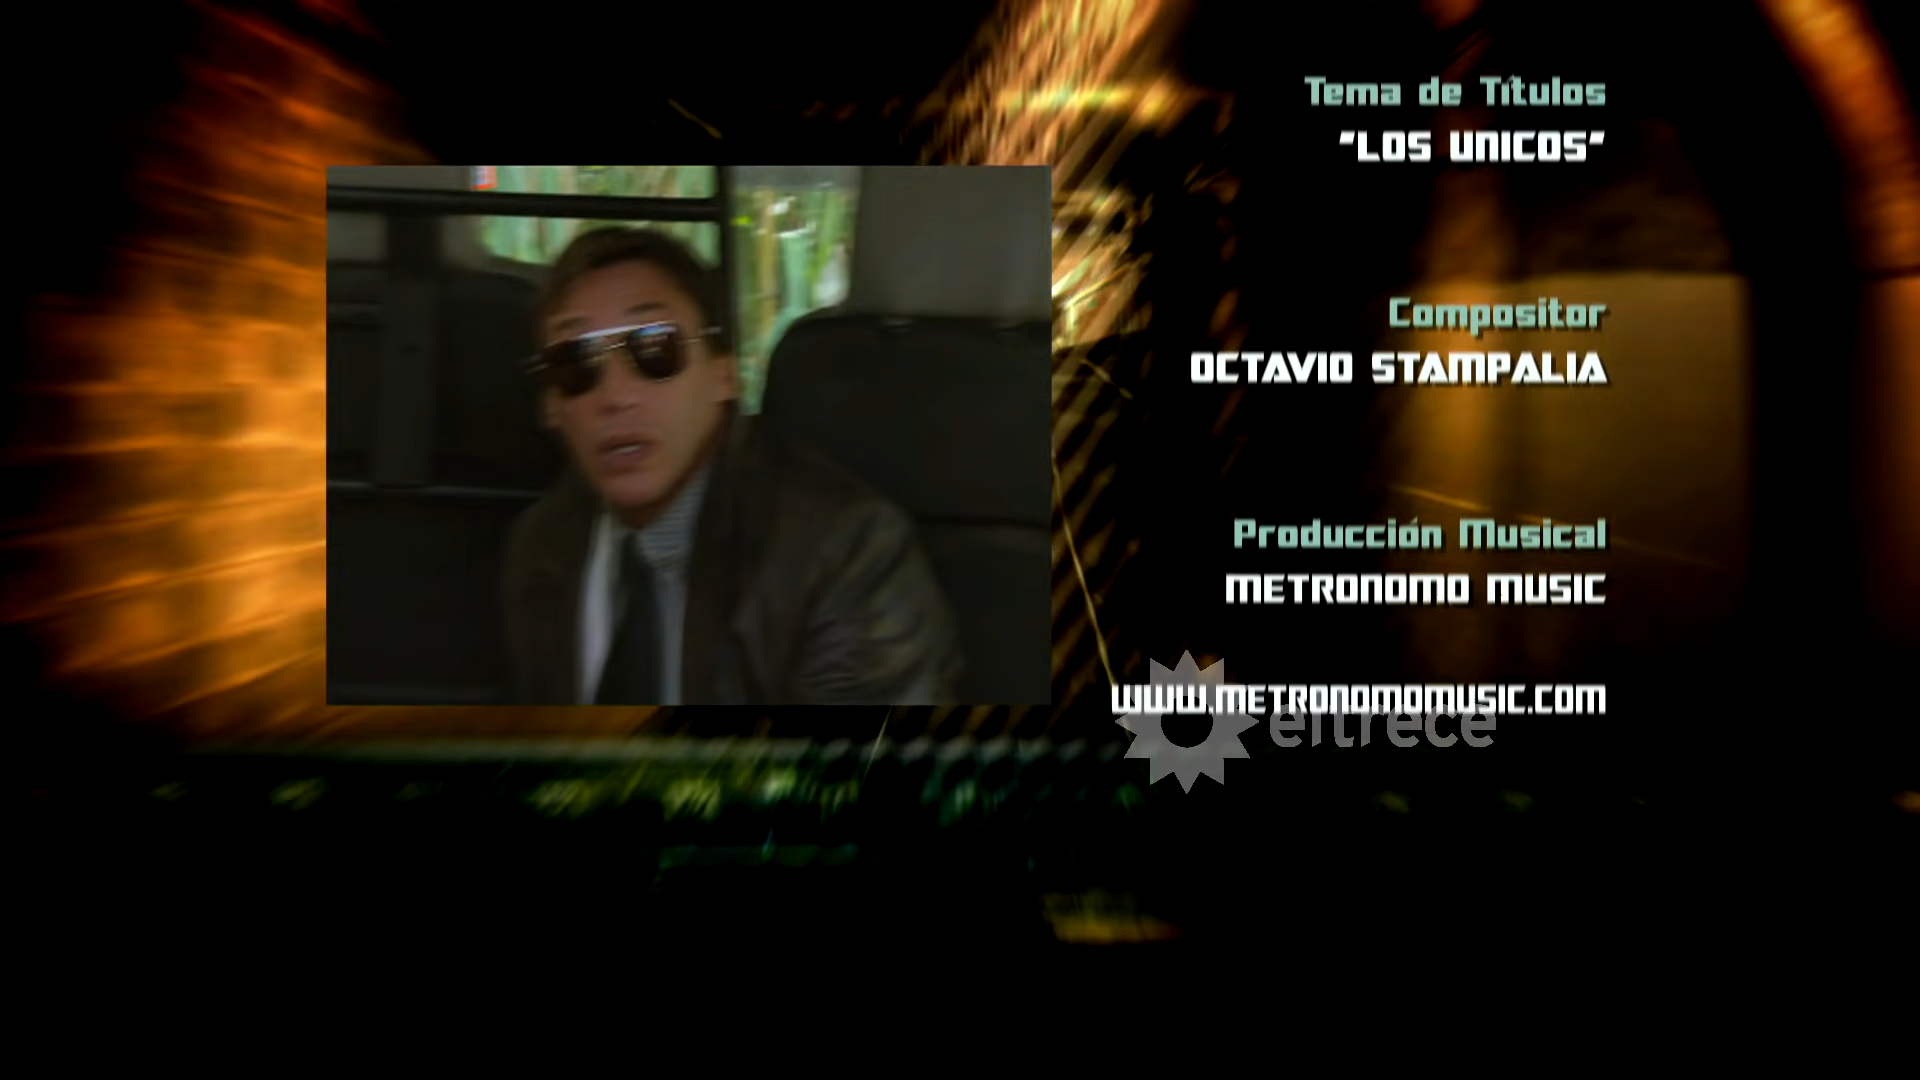 Tema de Títulos
"LOS UNICOS"
Compositor
OCTAVIO STAMPALIA
Producción Musical
METRONOMO MUSIC
WWW.METRONOMOMUSIC.COM
eltrece